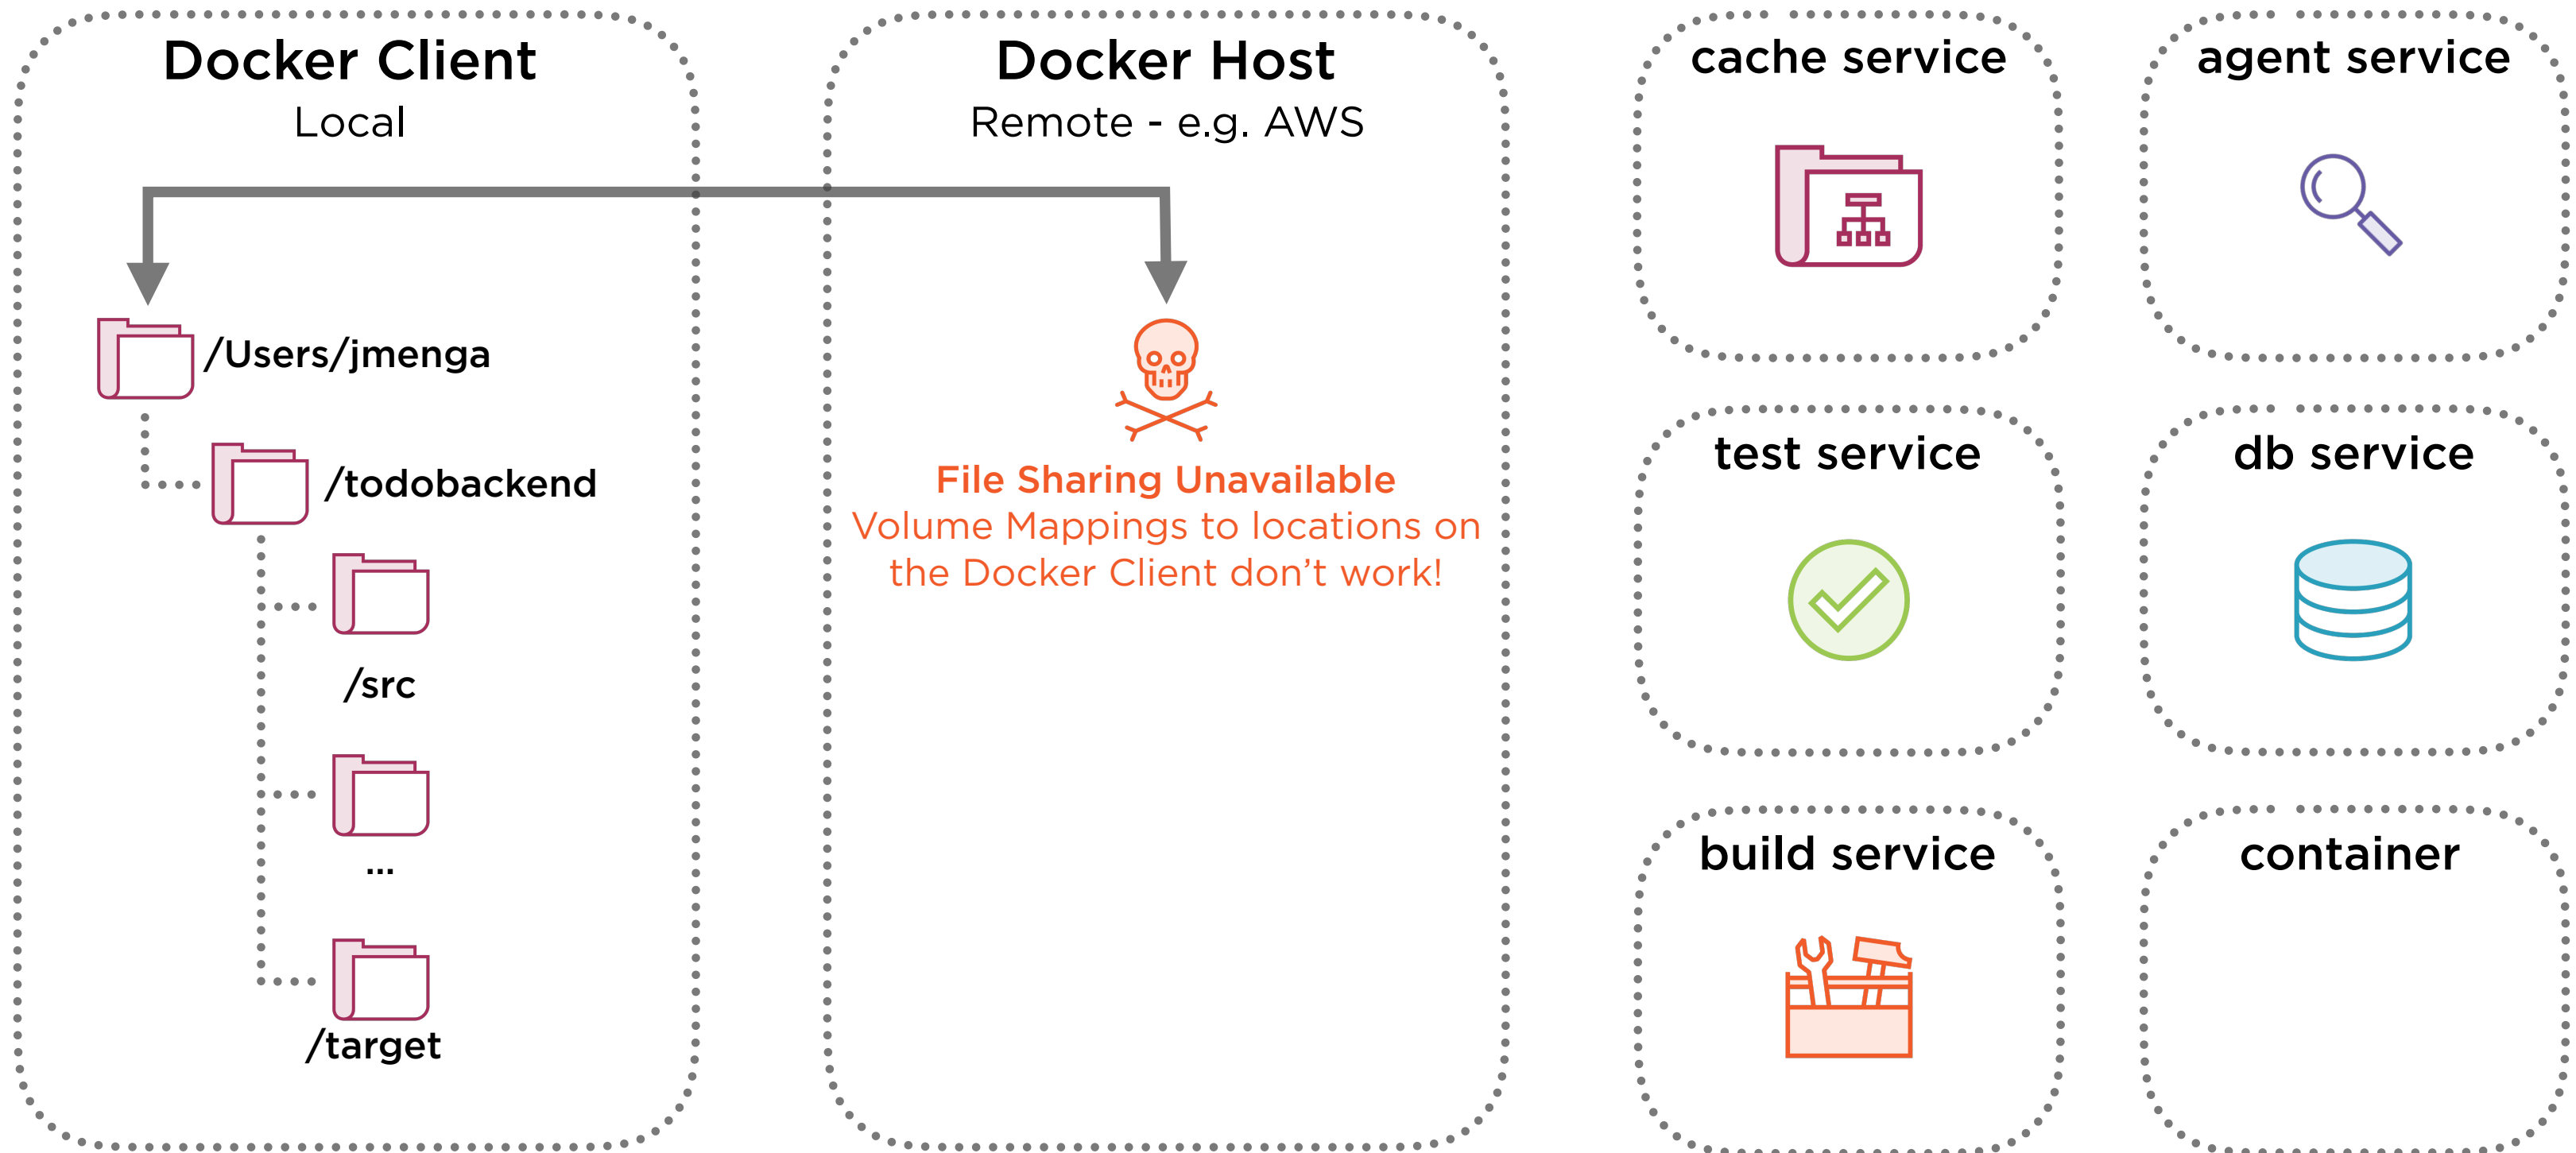 Docker Client
Local
/Users/jmenga
/todobackend
/src
...
/target
Docker Host
Remote - e.g. AWS
File Sharing Unavailable
Volume Mappings to locations on
the Docker Client don’t work!
cache service
agent service
test service
db service
build service
container